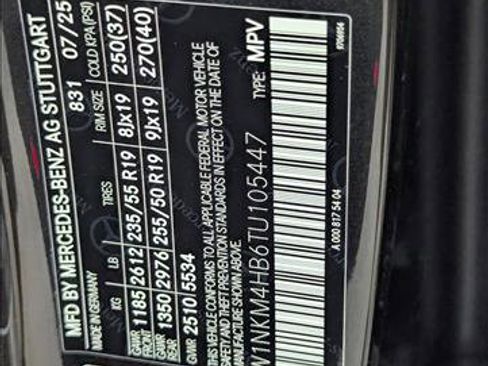 MFD BY MERCEDES-BENZ AG STUTTGART
MADE IN GERMANY 831 07/25
KG LB TIRES RIM SIZE COLD KPA(PSI)
GAWR FRONT 1185 2612 235/55 R19 8Jx19 250(37)
GAWR REAR 1350 2976 255/50 R19 9Jx19 270(40)
GVWR 2510 5534
THIS VEHICLE CONFORMS TO ALL APPLICABLE FEDERAL MOTOR VEHICLE
SAFETY AND THEFT PREVENTION STANDARDS IN EFFECT ON THE DATE OF
MANUFACTURE SHOWN ABOVE.
W1NKM4HB6TU105447 TYPE: MPV
A 000 817 54 04
9706954